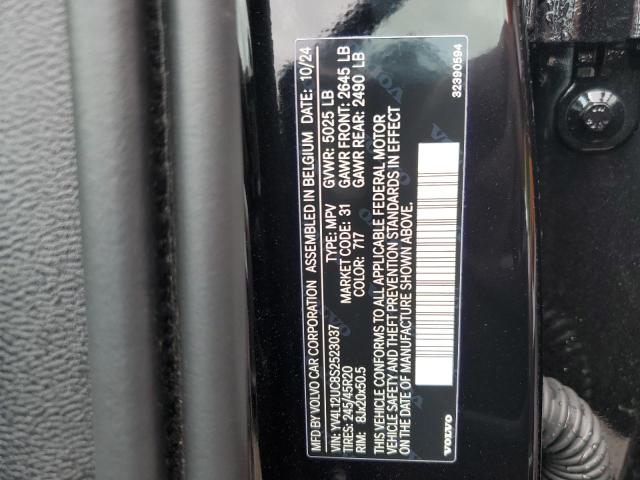 MFD BY VOLVO CAR CORPORATION ASSEMBLED IN BELGIUM DATE: 10/24
VIN: YV4L12UC8S2523037 TYPE: MPV GVWR: 5025 LB
TIRES: 245/45R20 MARKET CODE: 31 GAWR FRONT: 2645 LB
RIM: 8Jx20x50.5 COLOR: 717 GAWR REAR: 2490 LB
THIS VEHICLE CONFORMS TO ALL APPLICABLE FEDERAL MOTOR
VEHICLE SAFETY AND THEFT PREVENTION STANDARDS IN EFFECT
ON THE DATE OF MANUFACTURE SHOWN ABOVE.
VOLVO 32390594